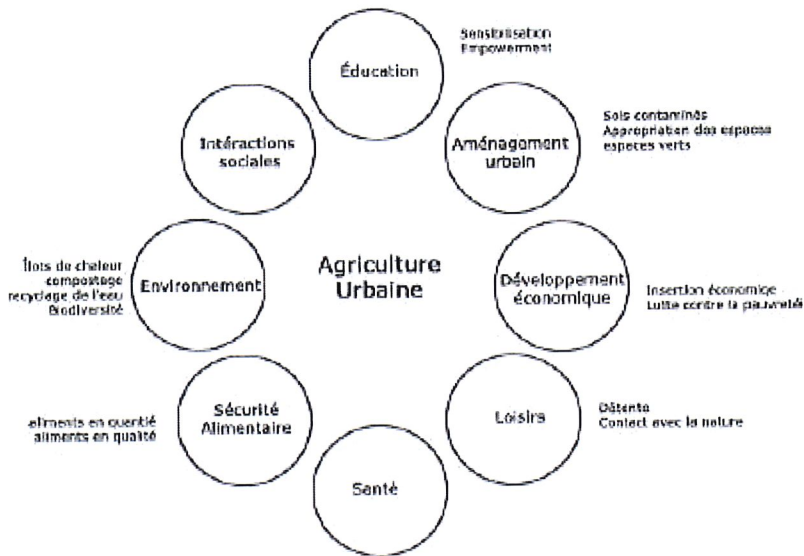 Éducation
Sensibilisation
Empowerment
Intéractions
sociales
Aménagement
urbain
Sols contaminés
Appropriation des espaces
espaces verts
Îlots de chaleur
compostage
recyclage de l'eau
Biodiversité
Environnement
Agriculture
Urbaine
Développement
économique
Insertion économiqe
Lutte contre la pauvreté
aliments en quantié
aliments en qualité
Sécurité
Alimentaire
Loisirs
Détente
Contact avec la nature
Santé